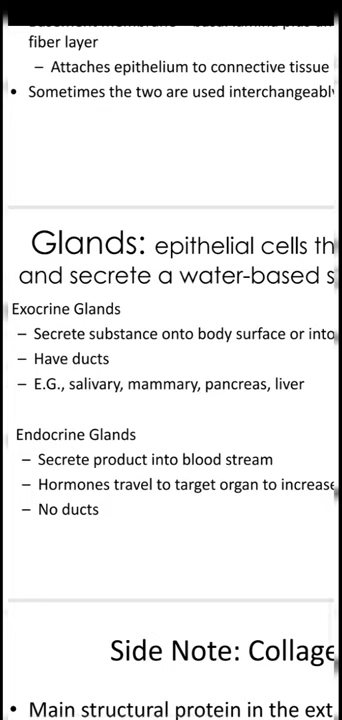 fiber layer
– Attaches epithelium to connective tissue
• Sometimes the two are used interchangeabl
Glands: epithelial cells th
and secrete a water-based s
Exocrine Glands
– Secrete substance onto body surface or into
– Have ducts
– E.G., salivary, mammary, pancreas, liver
Endocrine Glands
– Secrete product into blood stream
– Hormones travel to target organ to increase
– No ducts
Side Note: Collage
• Main structural protein in the ext